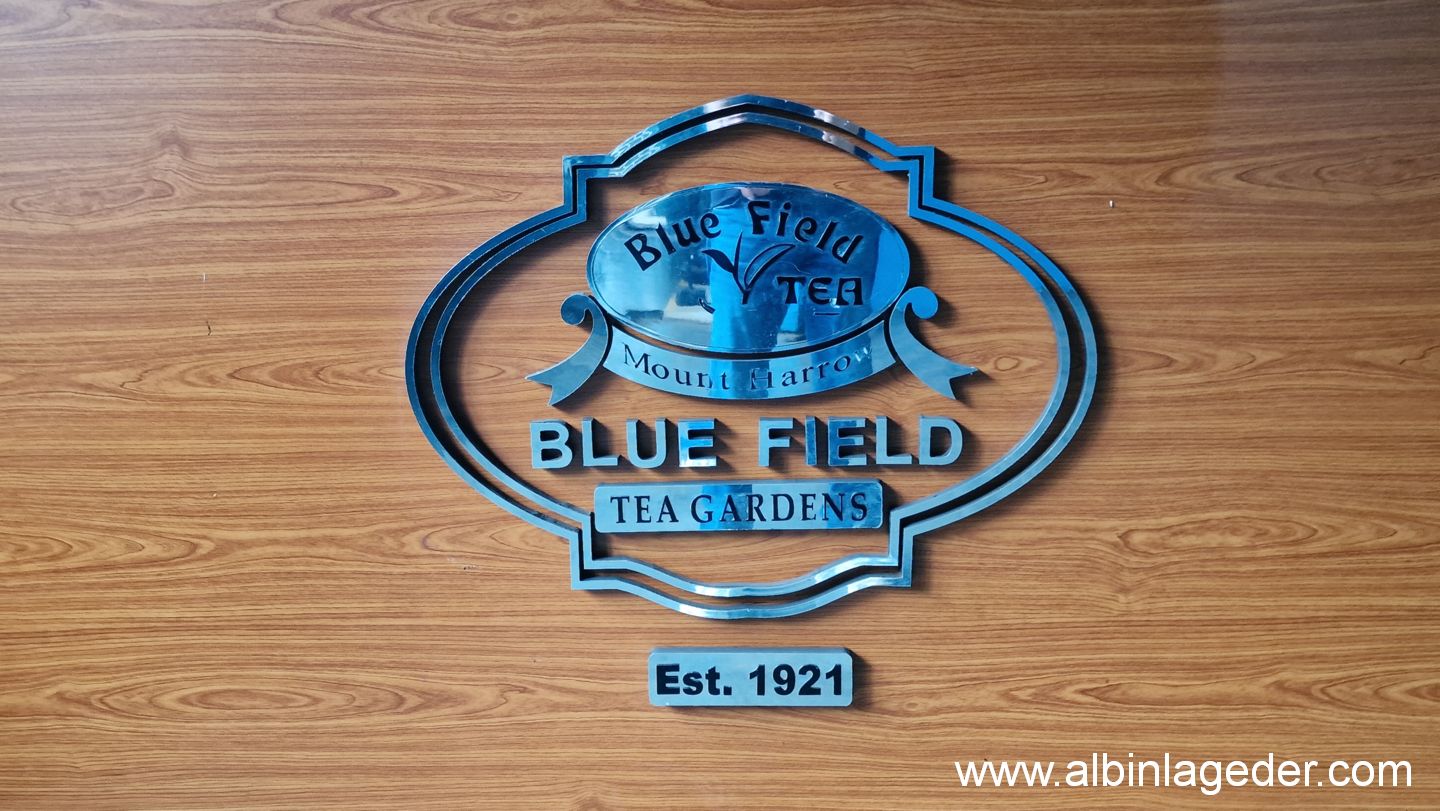 Blue Field
TEA
Mount Harrow
BLUE FIELD
TEA GARDENS
Est. 1921
www.albinlageder.com